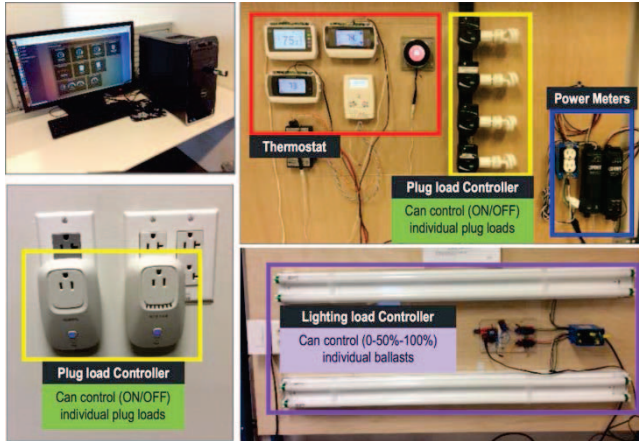 Thermostat
Plug load Controller
Can control (ON/OFF)
individual plug loads
Power Meters
Plug load Controller
Can control (ON/OFF)
individual plug loads
Lighting load Controller
Can control (0-50%-100%)
individual ballasts